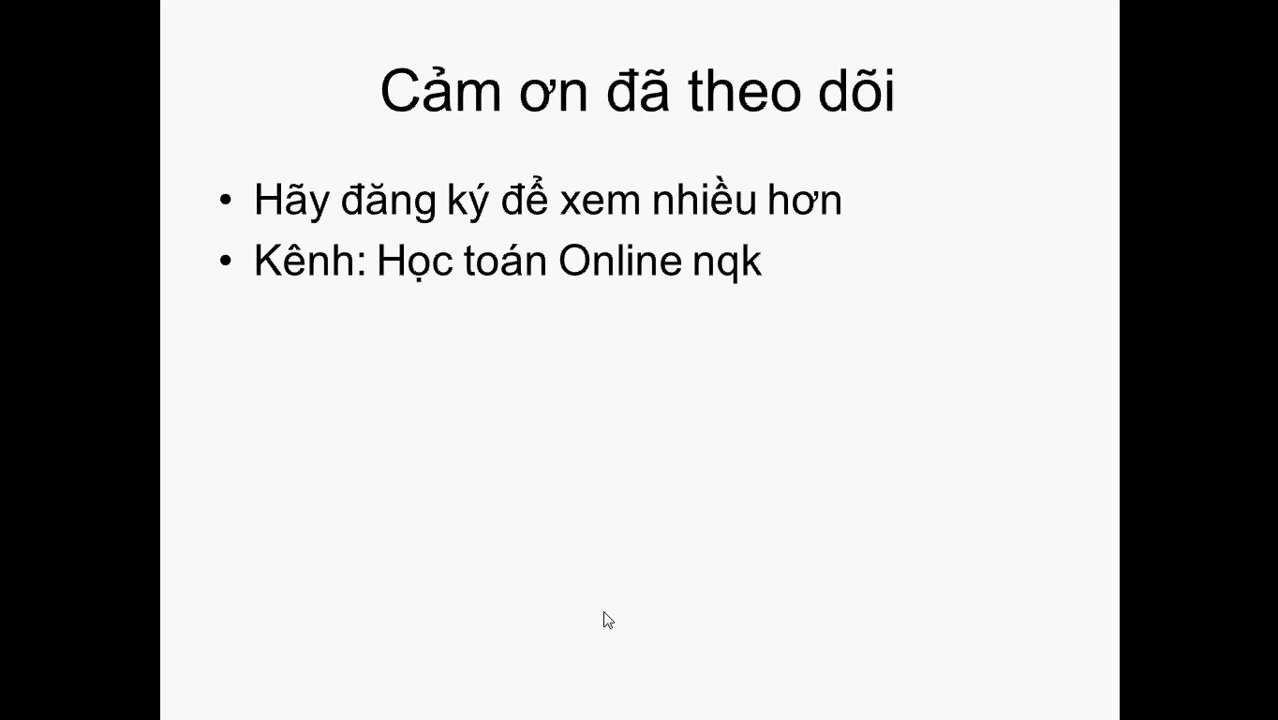 Cảm ơn đã theo dõi
• Hãy đăng ký để xem nhiều hơn
• Kênh: Học toán Online nqk